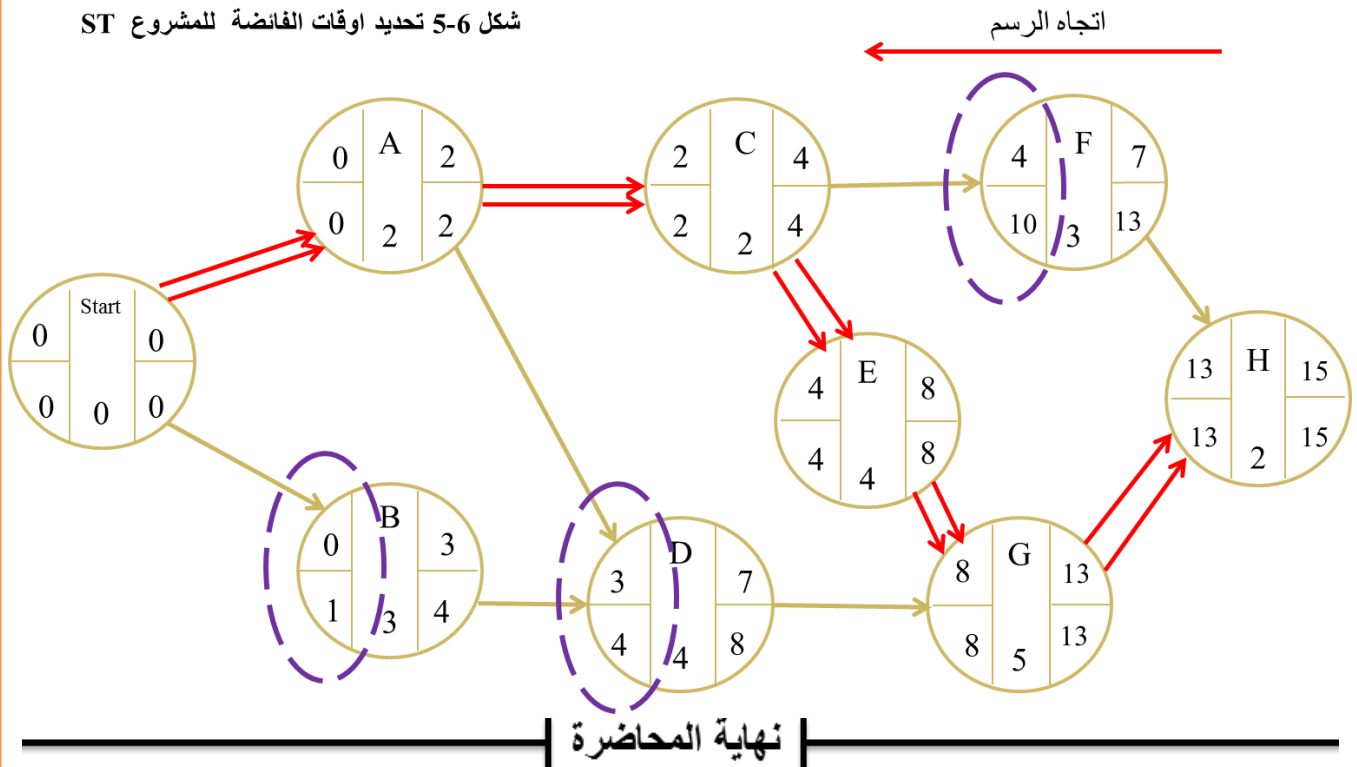 شكل 6-5 تحديد اوقات الفائضة للمشروع ST
اتجاه الرسم
0 A 2
0 2 2
2 C 4
2 2 4
4 F 7
10 3 13
Start
0 0
0 0 0
4 E 8
4 4 8
13 H 15
13 2 15
0 B 3
1 3 4
3 D 7
4 4 8
8 G 13
8 5 13
نهاية المحاضرة